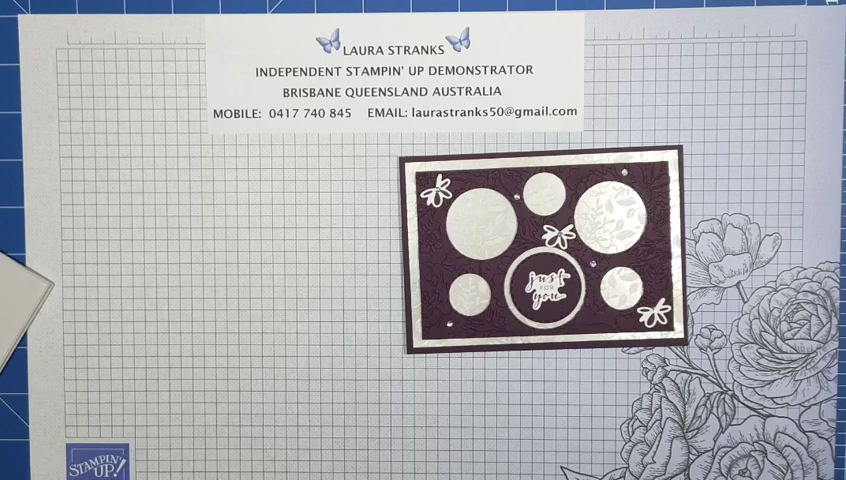 LAURA STRANKS
INDEPENDENT STAMPIN' UP DEMONSTRATOR
BRISBANE QUEENSLAND AUSTRALIA
MOBILE: 0417 740 845 EMAIL: laurastranks50@gmail.com
just
FOR
you
STAMPIN'
UP!